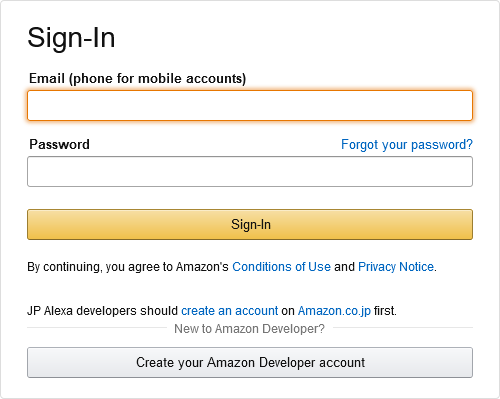 Sign-In
Email (phone for mobile accounts)
Password Forgot your password?
Sign-In
By continuing, you agree to Amazon's Conditions of Use and Privacy Notice.
JP Alexa developers should create an account on Amazon.co.jp first.
New to Amazon Developer?
Create your Amazon Developer account